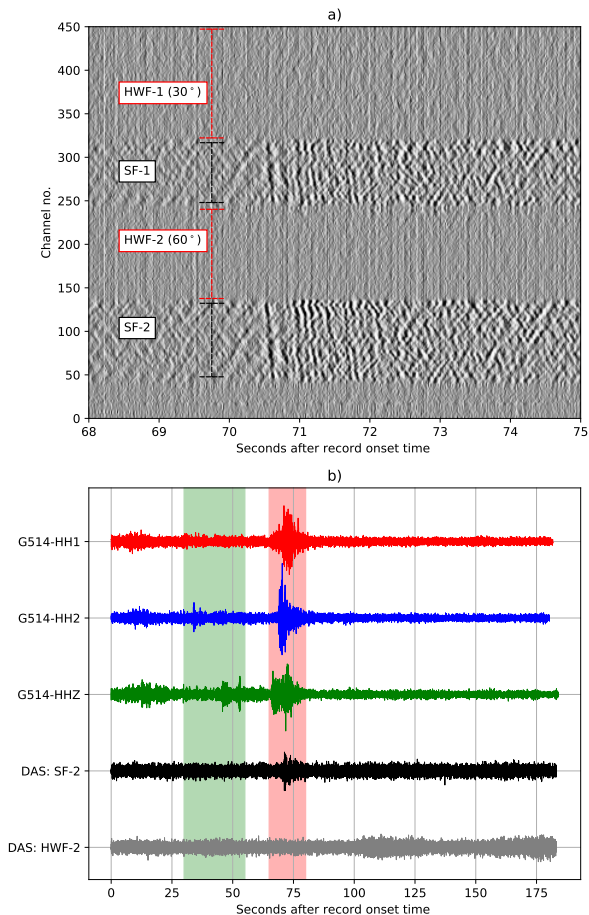 a)
450
400
350
300
250
200
150
100
50
0
Channel no.
HWF-1 (30°)
SF-1
HWF-2 (60°)
SF-2
68 69 70 71 72 73 74 75
Seconds after record onset time
b)
G514-HH1
G514-HH2
G514-HHZ
DAS: SF-2
DAS: HWF-2
0 25 50 75 100 125 150 175
Seconds after record onset time